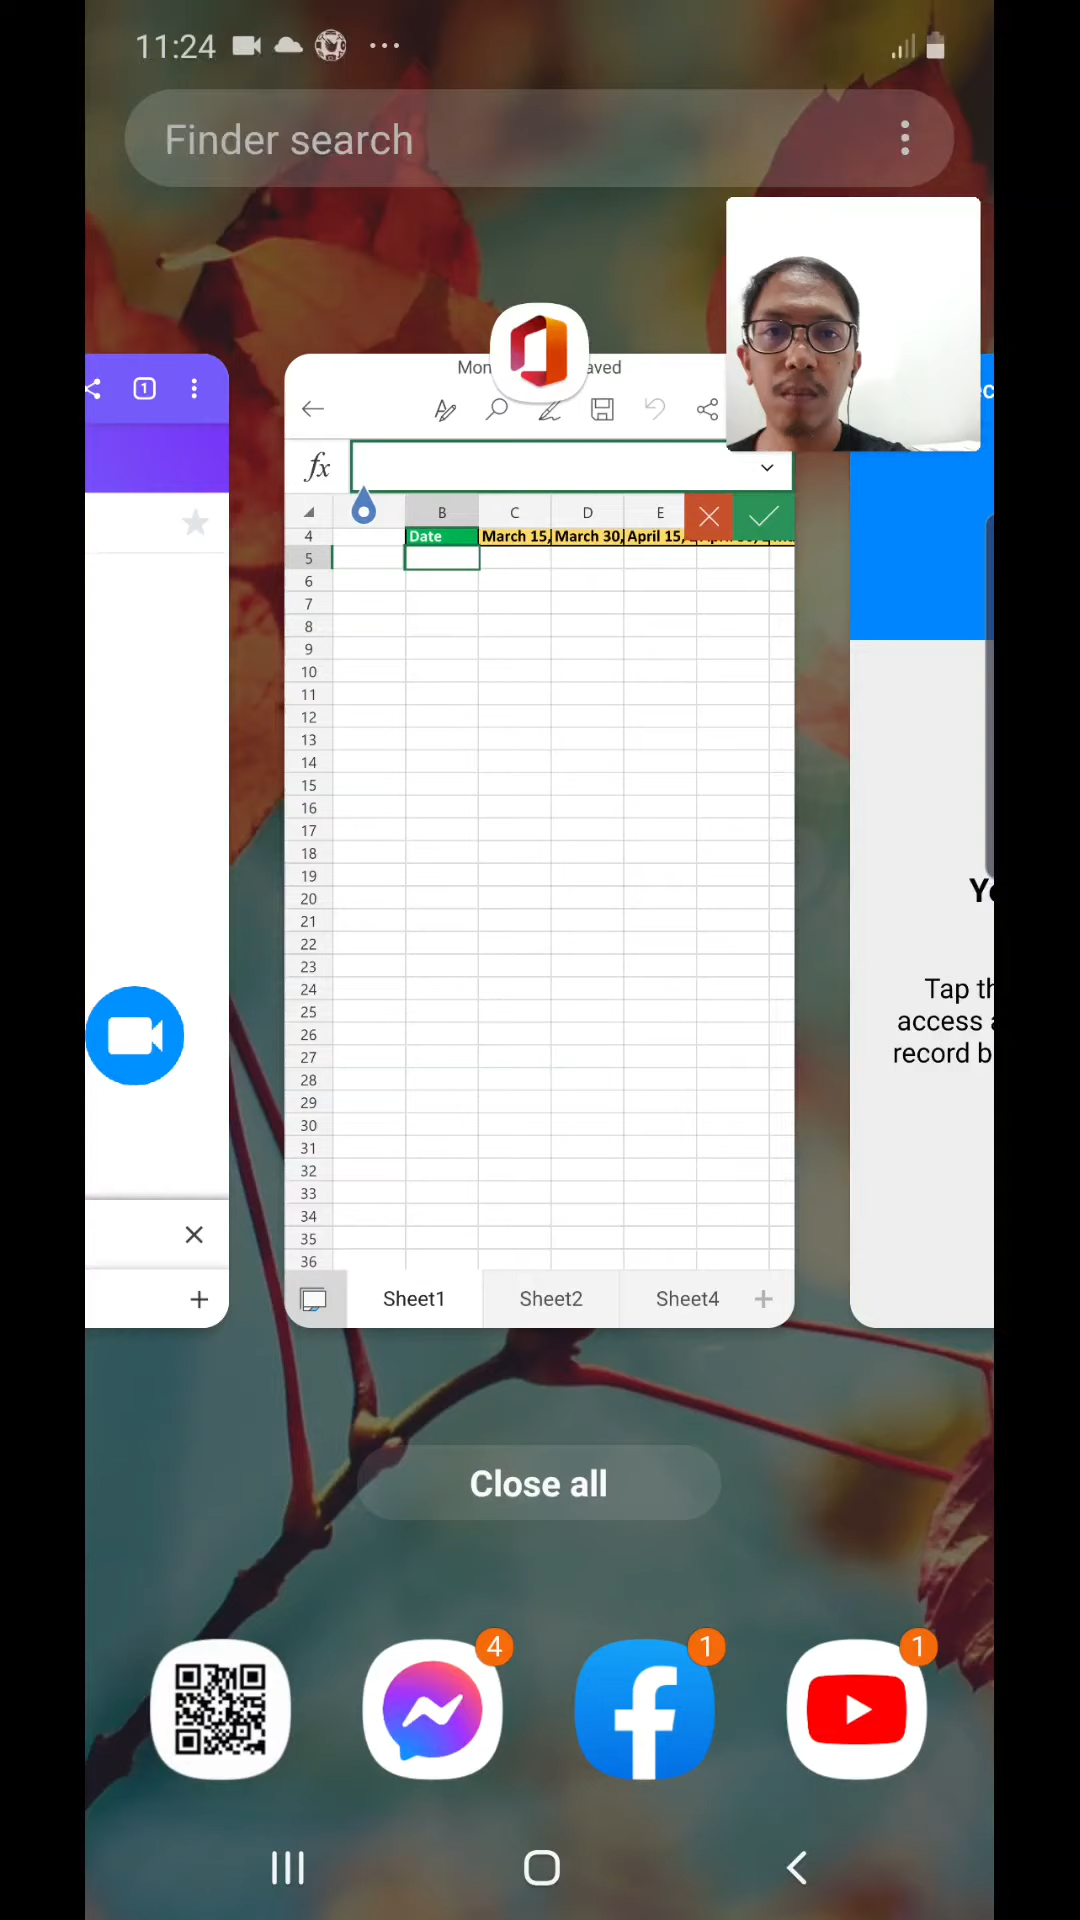 11:24
Finder search
1
Mon
aved
fx
B C D E
4 Date March 15, March 30, April 15,
5
6
7
8
9
10
11
12
13
14
15
16
17
18
19
20
21
22
23
24
25
26
27
28
29
30
31
32
33
34
35
36
Sheet1 Sheet2 Sheet4
ec
Yo
Tap th
access a
record b
Close all
4
1
1